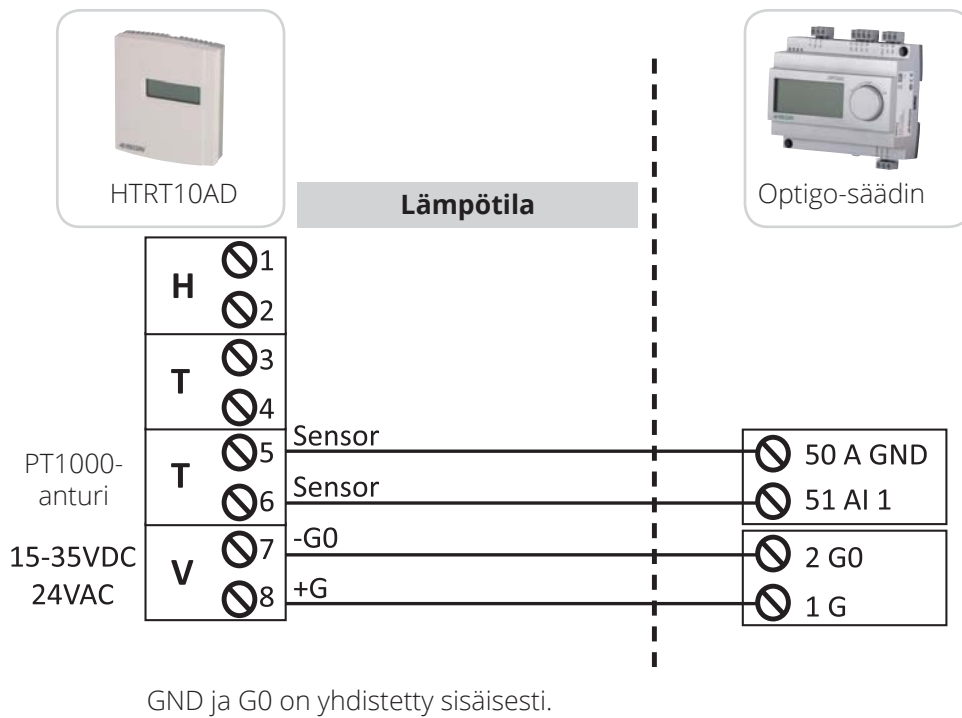 HTRT10AD
Lämpötila
Optigo-säädin
H
1
2
T
3
4
PT1000-
anturi
T
5
6
Sensor
Sensor
50 A GND
51 AI 1
15-35VDC
24VAC
V
7
8
-G0
+G
2 G0
1 G
GND ja G0 on yhdistetty sisäisesti.